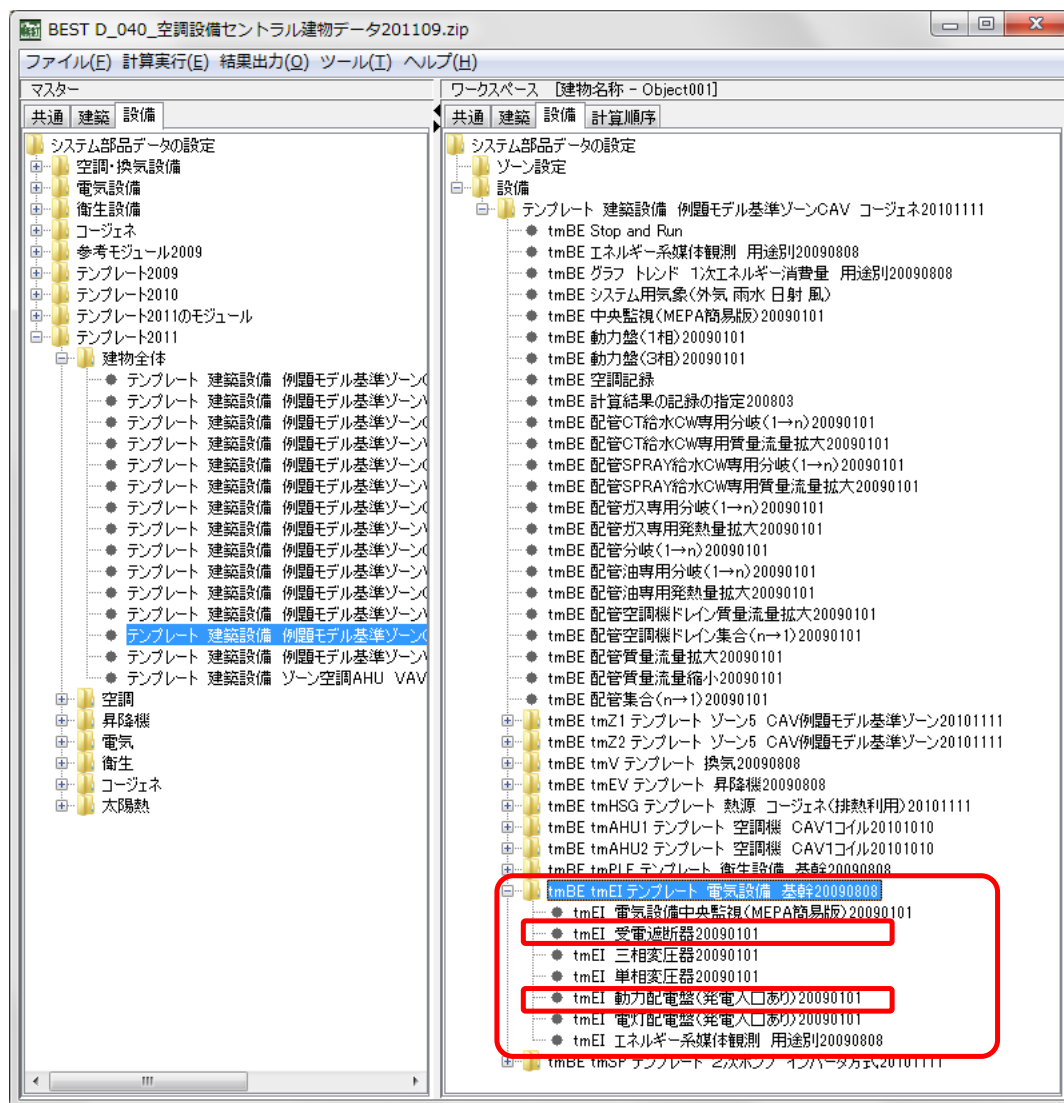 BEST D_040_空調設備セントラル建物データ201109.zip
ファイル(F) 計算実行(E) 結果出力(O) ツール(T) ヘルプ(H)
マスター
共通 建築 設備
システム部品データの設定
空調・換気設備
電気設備
衛生設備
コージェネ
参考モジュール2009
テンプレート2009
テンプレート2010
テンプレート2011のモジュール
テンプレート2011
建物全体
テンプレート 建築設備 例題モデル基準ゾーンC
テンプレート 建築設備 例題モデル基準ゾーンV
テンプレート 建築設備 例題モデル基準ゾーンC
テンプレート 建築設備 例題モデル基準ゾーンV
テンプレート 建築設備 例題モデル基準ゾーンC
テンプレート 建築設備 例題モデル基準ゾーンV
テンプレート 建築設備 例題モデル基準ゾーンC
テンプレート 建築設備 例題モデル基準ゾーンV
テンプレート 建築設備 例題モデル基準ゾーンC
テンプレート 建築設備 例題モデル基準ゾーンV
テンプレート 建築設備 例題モデル基準ゾーンC
テンプレート 建築設備 例題モデル基準ゾーンV
テンプレート 建築設備 例題モデル基準ゾーンC
テンプレート 建築設備 例題モデル基準ゾーンV
テンプレート 建築設備 ゾーン空調AHU VAV
空調
昇降機
電気
衛生
コージェネ
太陽熱
ワークスペース [建物名称 - Object001]
共通 建築 設備 計算順序
システム部品データの設定
ゾーン設定
設備
テンプレート 建築設備 例題モデル基準ゾーンCAV コージェネ20101111
tmBE Stop and Run
tmBE エネルギー系媒体観測 用途別20090808
tmBE グラフ トレンド 1次エネルギー消費量 用途別20090808
tmBE システム用気象(外気 雨水 日射 風)
tmBE 中央監視(MEPA簡易版)20090101
tmBE 動力盤(1相)20090101
tmBE 動力盤(3相)20090101
tmBE 空調記録
tmBE 計算結果の記録の指定200803
tmBE 配管CT給水CW専用分岐(1→n)20090101
tmBE 配管CT給水CW専用質量流量拡大20090101
tmBE 配管SPRAY給水CW専用分岐(1→n)20090101
tmBE 配管SPRAY給水CW専用質量流量拡大20090101
tmBE 配管ガス専用分岐(1→n)20090101
tmBE 配管ガス専用発熱量拡大20090101
tmBE 配管分岐(1→n)20090101
tmBE 配管油専用分岐(1→n)20090101
tmBE 配管油専用発熱量拡大20090101
tmBE 配管空調機ドレイン質量流量拡大20090101
tmBE 配管空調機ドレイン集合(n→1)20090101
tmBE 配管質量流量拡大20090101
tmBE 配管質量流量縮小20090101
tmBE 配管集合(n→1)20090101
tmBE tmZ1 テンプレート ゾーン5 CAV例題モデル基準ゾーン20101111
tmBE tmZ2 テンプレート ゾーン5 CAV例題モデル基準ゾーン20101111
tmBE tmV テンプレート 換気20090808
tmBE tmEV テンプレート 昇降機20090808
tmBE tmHSG テンプレート 熱源 コージェネ(排熱利用)20101111
tmBE tmAHU1 テンプレート 空調機 CAV1コイル20101010
tmBE tmAHU2 テンプレート 空調機 CAV1コイル20101010
tmBE tmPLF テンプレート 衛生設備 基幹20090808
tmBE tmEI テンプレート 電気設備 基幹20090808
tmEI 電気設備中央監視(MEPA簡易版)20090101
tmEI 受電遮断器20090101
tmEI 三相変圧器20090101
tmEI 単相変圧器20090101
tmEI 動力配電盤(発電入口あり)20090101
tmEI 電灯配電盤(発電入口あり)20090101
tmEI エネルギー系媒体観測 用途別20090808
tmBE tmSP テンプレート 2次ポンプ インバータ方式20101111